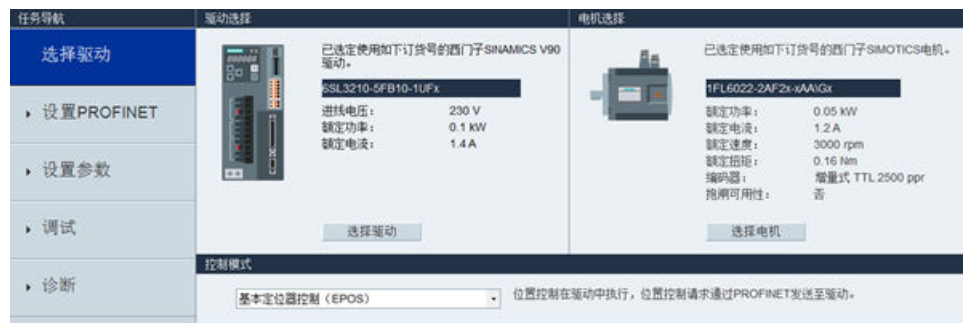 任务导航
驱动选择
电机选择
选择驱动
已选定使用如下订货号的西门子SINAMICS V90
驱动。
6SL3210-5FB10-1UFx
进线电压： 230 V
额定功率： 0.1 kW
额定电流： 1.4 A
选择驱动
已选定使用如下订货号的西门子SIMOTICS电机。
1FL6022-2AF2x-xAA\Gx
额定功率： 0.05 kW
额定电流： 1.2 A
额定速度： 3000 rpm
额定扭矩： 0.16 Nm
编码器： 增量式 TTL 2500 ppr
抱闸可用性： 否
选择电机
设置PROFINET
设置参数
调试
诊断
控制模式
基本定位器控制（EPOS）
位置控制在驱动中执行，位置控制请求通过PROFINET发送至驱动。